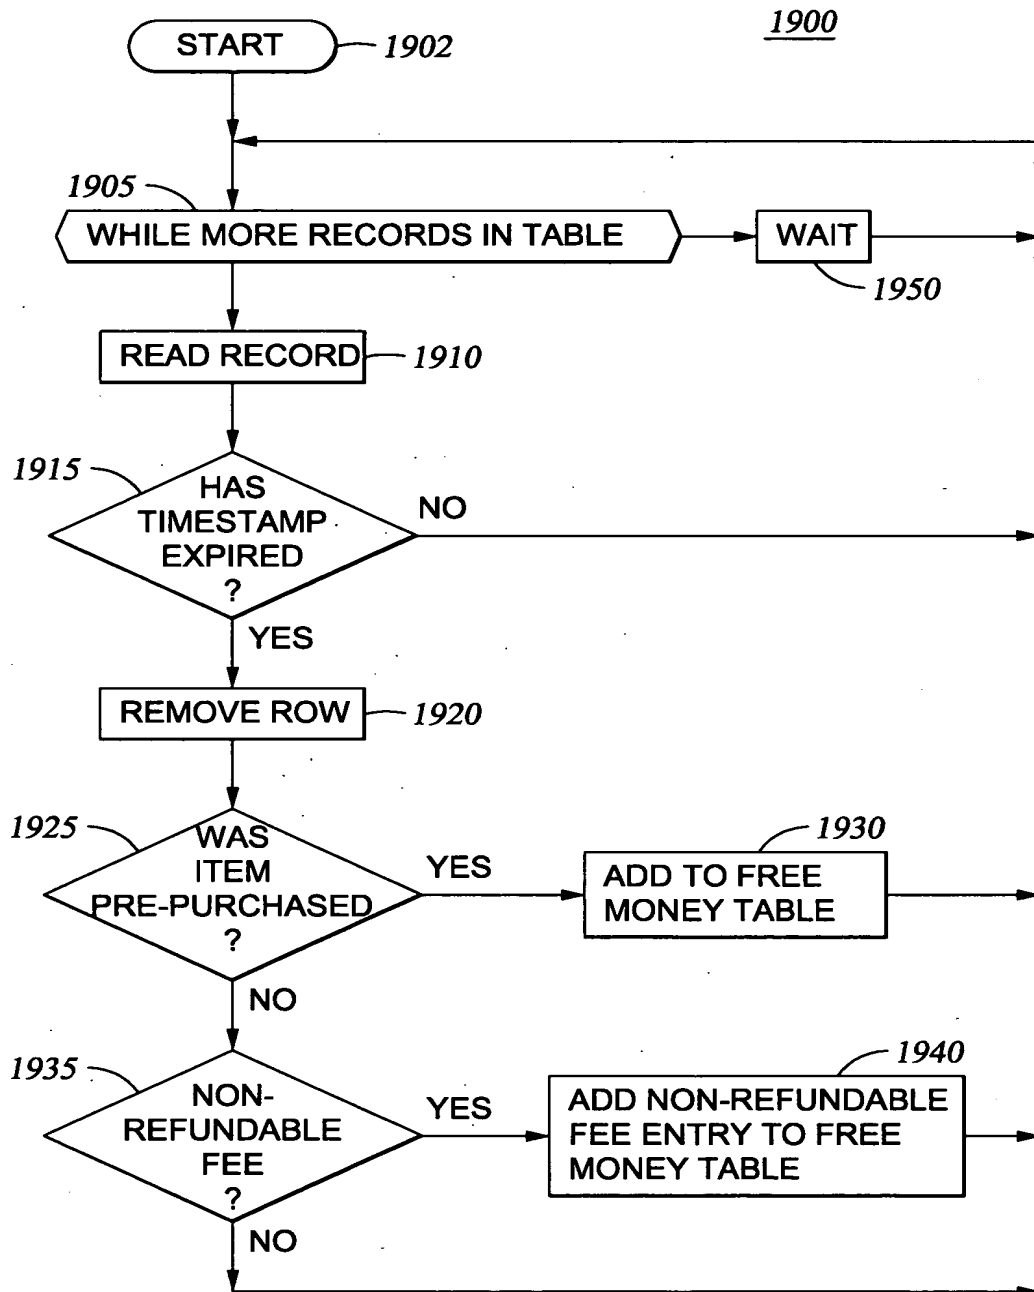 1900
START
1902
1905
WHILE MORE RECORDS IN TABLE
WAIT
1950
READ RECORD
1910
1915
HAS
TIMESTAMP
EXPIRED
?
NO
YES
REMOVE ROW
1920
1925
WAS
ITEM
PRE-PURCHASED
?
YES
1930
ADD TO FREE
MONEY TABLE
NO
1935
NON-
REFUNDABLE
FEE
?
YES
1940
ADD NON-REFUNDABLE
FEE ENTRY TO FREE
MONEY TABLE
NO